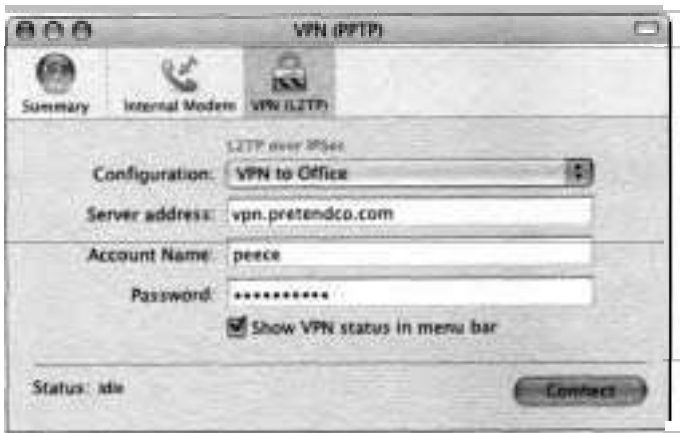 VPN (PPTP)
Summary
Internal Modem
VPN (L2TP)
L2TP over IPSec
Configuration: VPN to Office
Server address: vpn.pretendco.com
Account Name: peece
Password: ••••••••••
Show VPN status in menu bar
Status: Idle
Connect